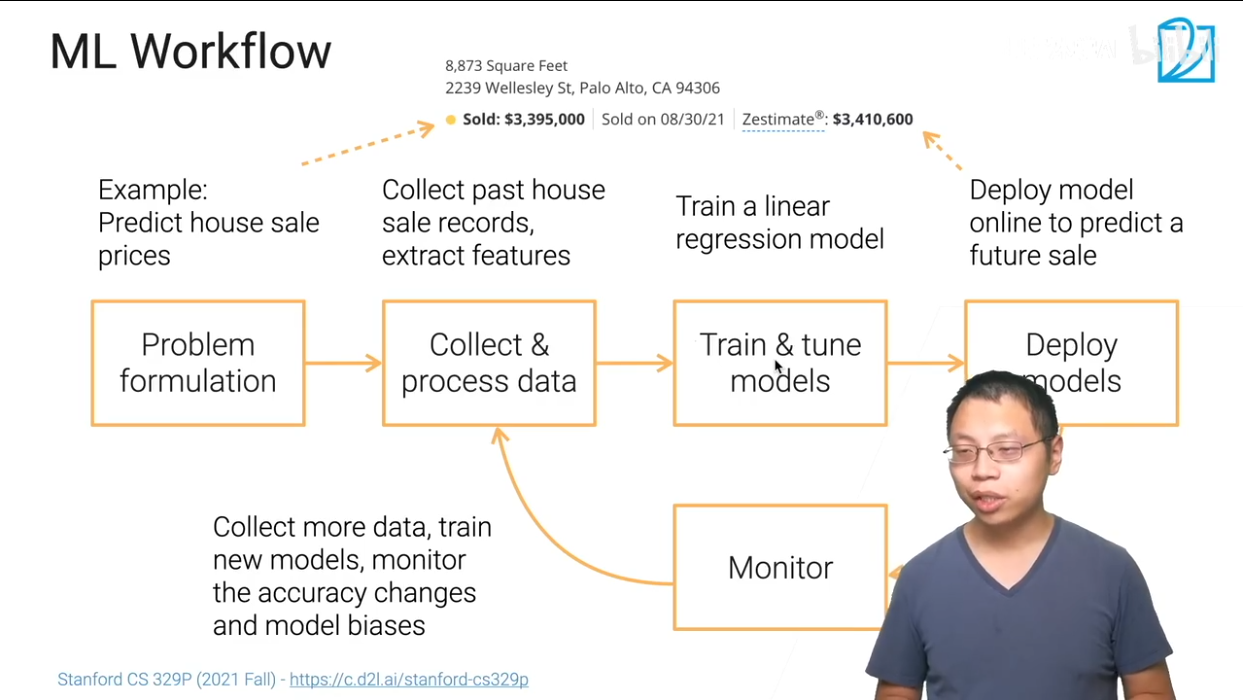 ML Workflow
8,873 Square Feet
2239 Wellesley St, Palo Alto, CA 94306
Sold: $3,395,000 | Sold on 08/30/21 | Zestimate®: $3,410,600
Example:
Predict house sale
prices
Collect past house
sale records,
extract features
Train a linear
regression model
Deploy model
online to predict a
future sale
Problem
formulation
Collect &
process data
Train & tune
models
Deploy
models
Collect more data, train
new models, monitor
the accuracy changes
and model biases
Monitor
Stanford CS 329P (2021 Fall) - https://c.d2l.ai/stanford-cs329p
bilibili